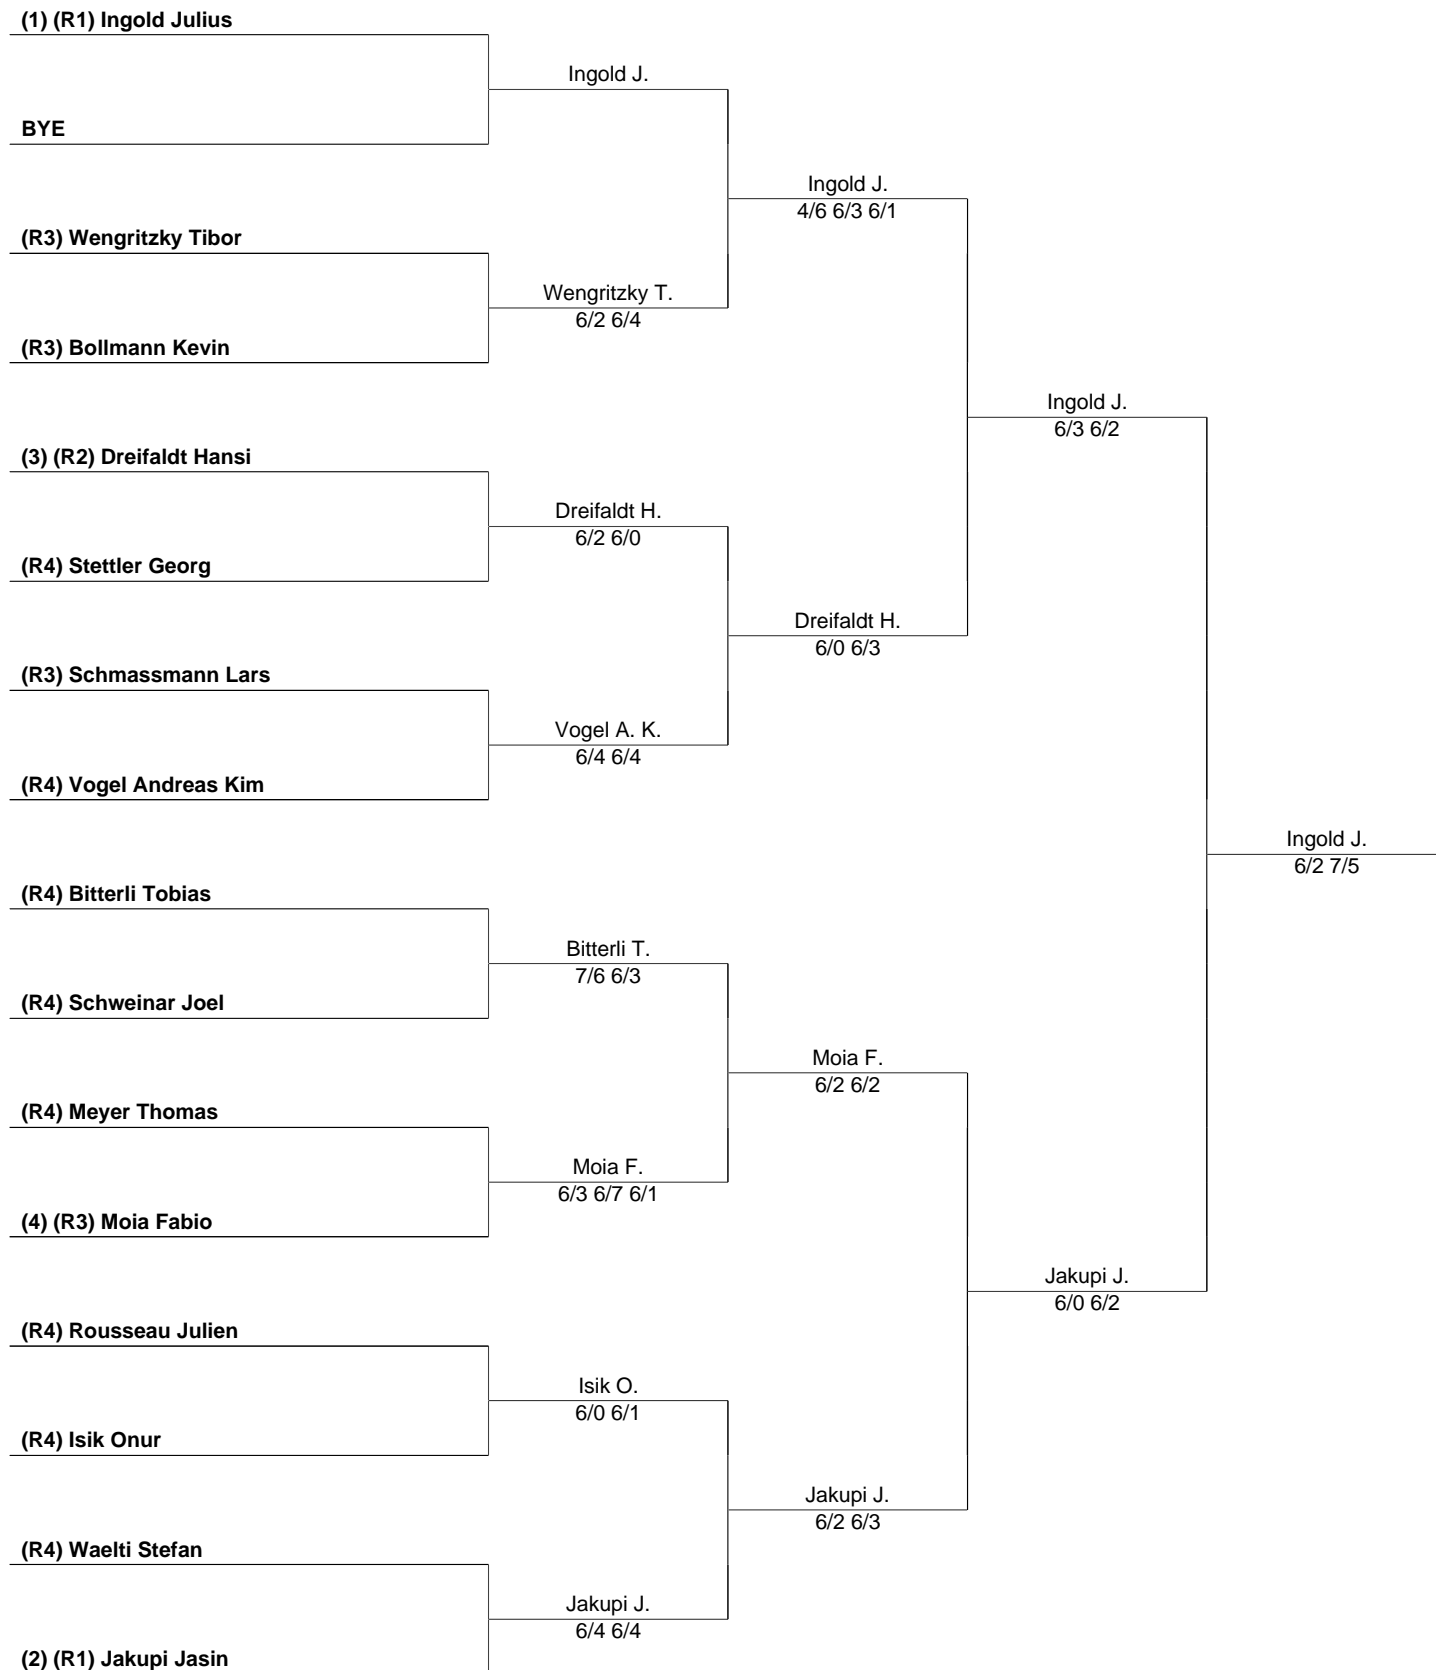 (1) (R1) Ingold Julius
Ingold J.
BYE
Ingold J.
4/6 6/3 6/1
(R3) Wengritzky Tibor
Wengritzky T.
6/2 6/4
(R3) Bollmann Kevin
Ingold J.
6/3 6/2
(3) (R2) Dreifaldt Hansi
Dreifaldt H.
6/2 6/0
(R4) Stettler Georg
Dreifaldt H.
6/0 6/3
(R3) Schmassmann Lars
Vogel A. K.
6/4 6/4
(R4) Vogel Andreas Kim
Ingold J.
6/2 7/5
(R4) Bitterli Tobias
Bitterli T.
7/6 6/3
(R4) Schweinar Joel
Moia F.
6/2 6/2
(R4) Meyer Thomas
Moia F.
6/3 6/7 6/1
(4) (R3) Moia Fabio
Jakupi J.
6/0 6/2
(R4) Rousseau Julien
Isik O.
6/0 6/1
(R4) Isik Onur
Jakupi J.
6/2 6/3
(R4) Waelti Stefan
Jakupi J.
6/4 6/4
(2) (R1) Jakupi Jasin